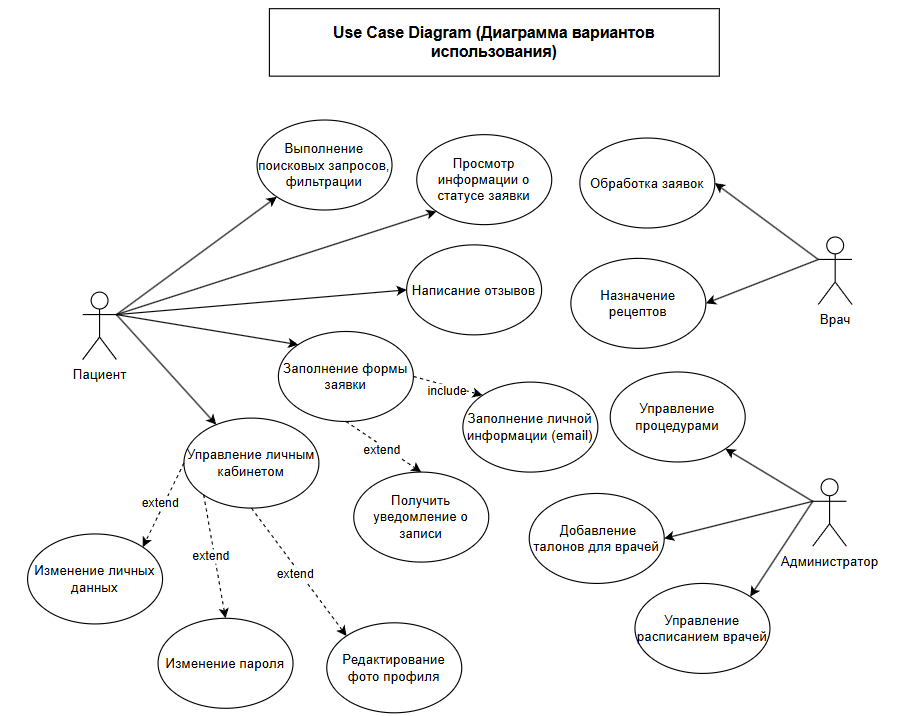 Use Case Diagram (Диаграмма вариантов
использования)
Выполнение
поисковых запросов,
фильтрации
Просмотр
информации о
статусе заявки
Обработка заявок
Написание отзывов
Назначение
рецептов
Врач
Пациент
Заполнение формы
заявки
include
Заполнение личной
информации (email)
Управление
процедурами
extend
Управление личным
кабинетом
Получить
уведомление о
записи
extend
Добавление
талонов для врачей
Администратор
extend
extend
Изменение личных
данных
Управление
расписанием врачей
Изменение пароля
Редактирование
фото профиля